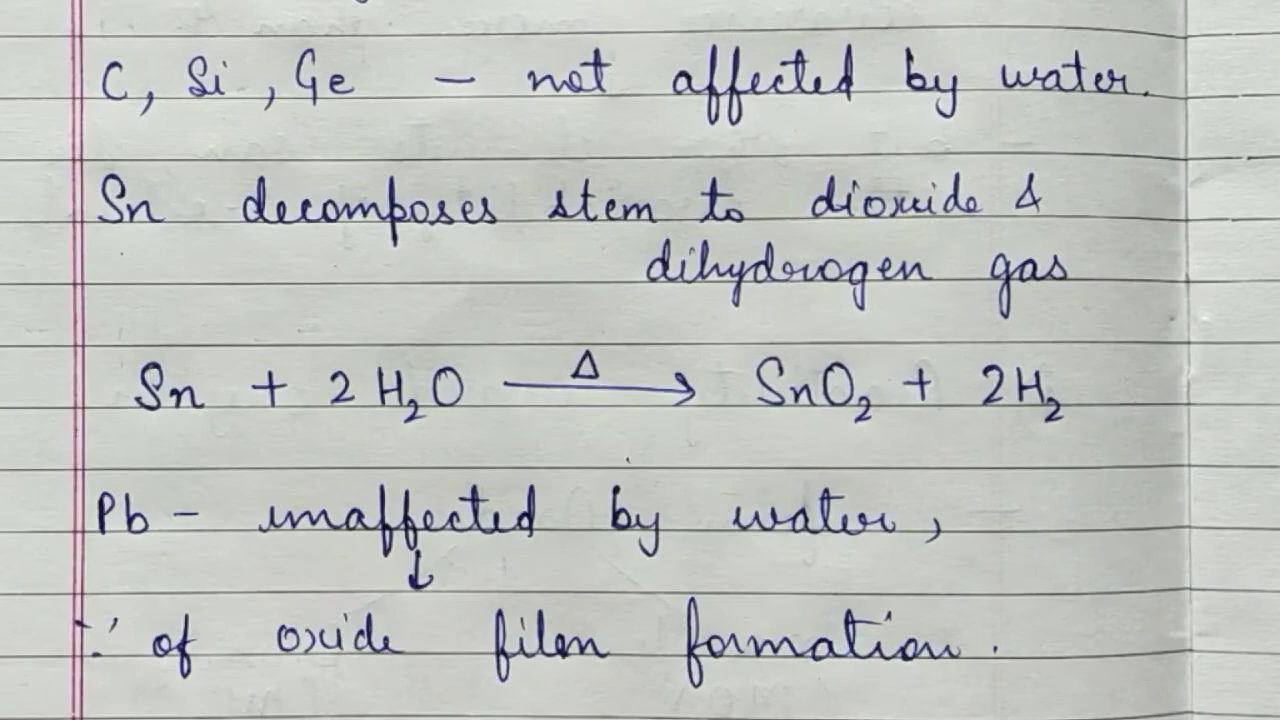 C, Si, Ge – not affected by water.
Sn decomposes stem to dioxide &
dihydrogen gas
Sn + 2H₂O —Δ→ SnO₂ + 2H₂
Pb – unaffected by water,
↓
∵ of oxide film formation.